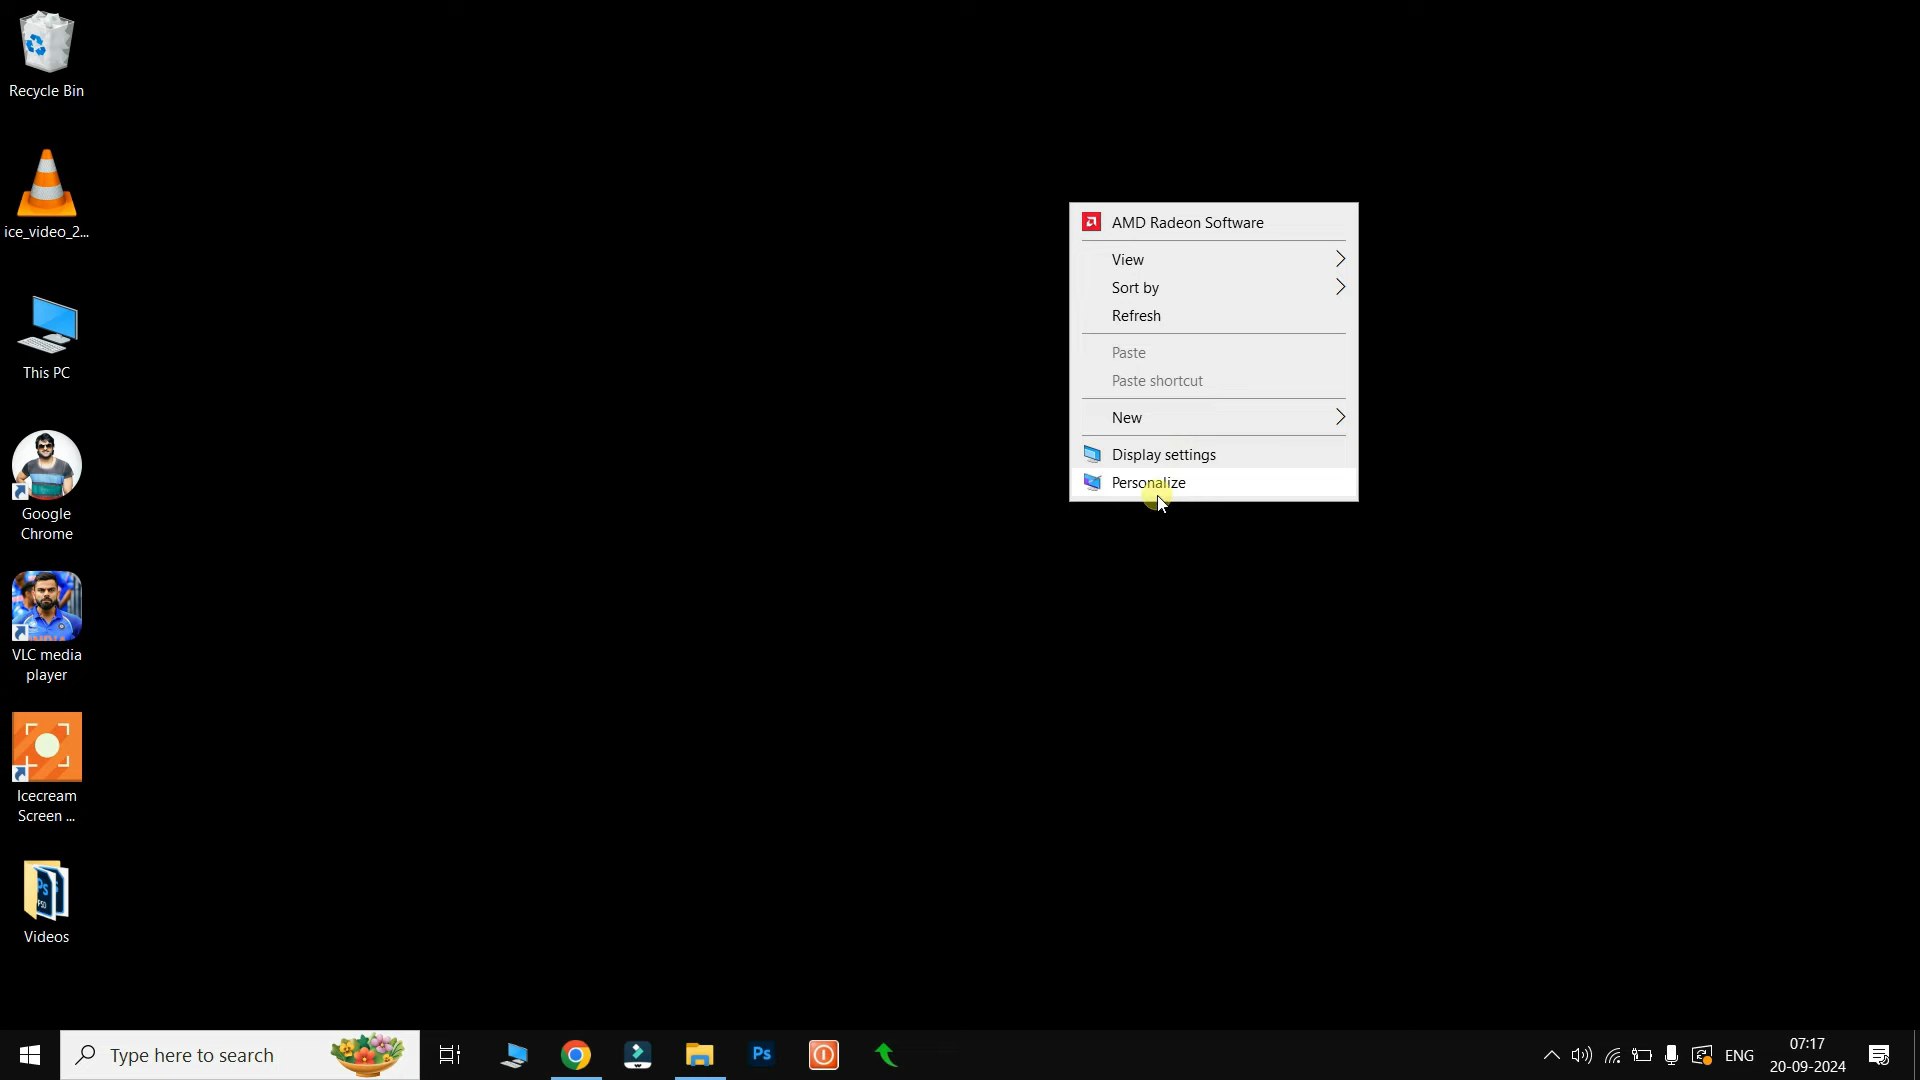 Recycle Bin
ice_video_2...
This PC
Google
Chrome
VLC media
player
Icecream
Screen ...
Videos
AMD Radeon Software
View
Sort by
Refresh
Paste
Paste shortcut
New
Display settings
Personalize
Type here to search
Ps
ENG
07:17
20-09-2024